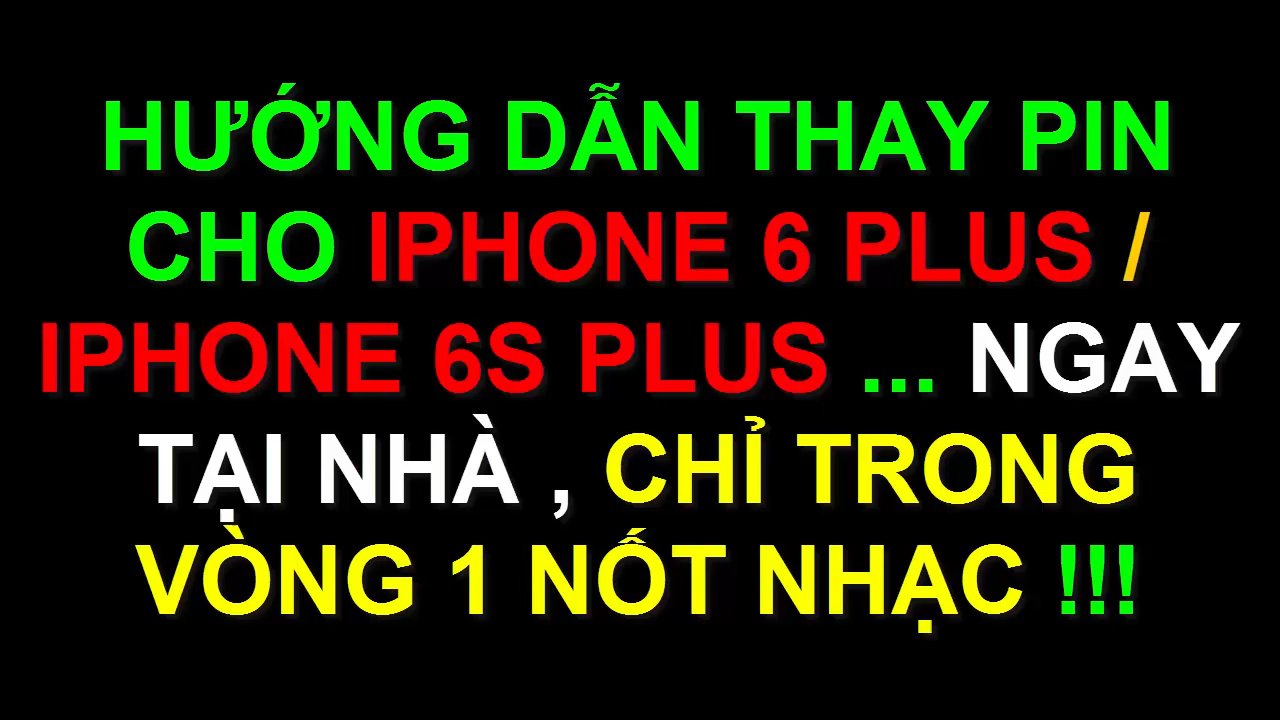 HƯỚNG DẪN THAY PIN
CHO IPHONE 6 PLUS /
IPHONE 6S PLUS ... NGAY
TẠI NHÀ , CHỈ TRONG
VÒNG 1 NỐT NHẠC !!!